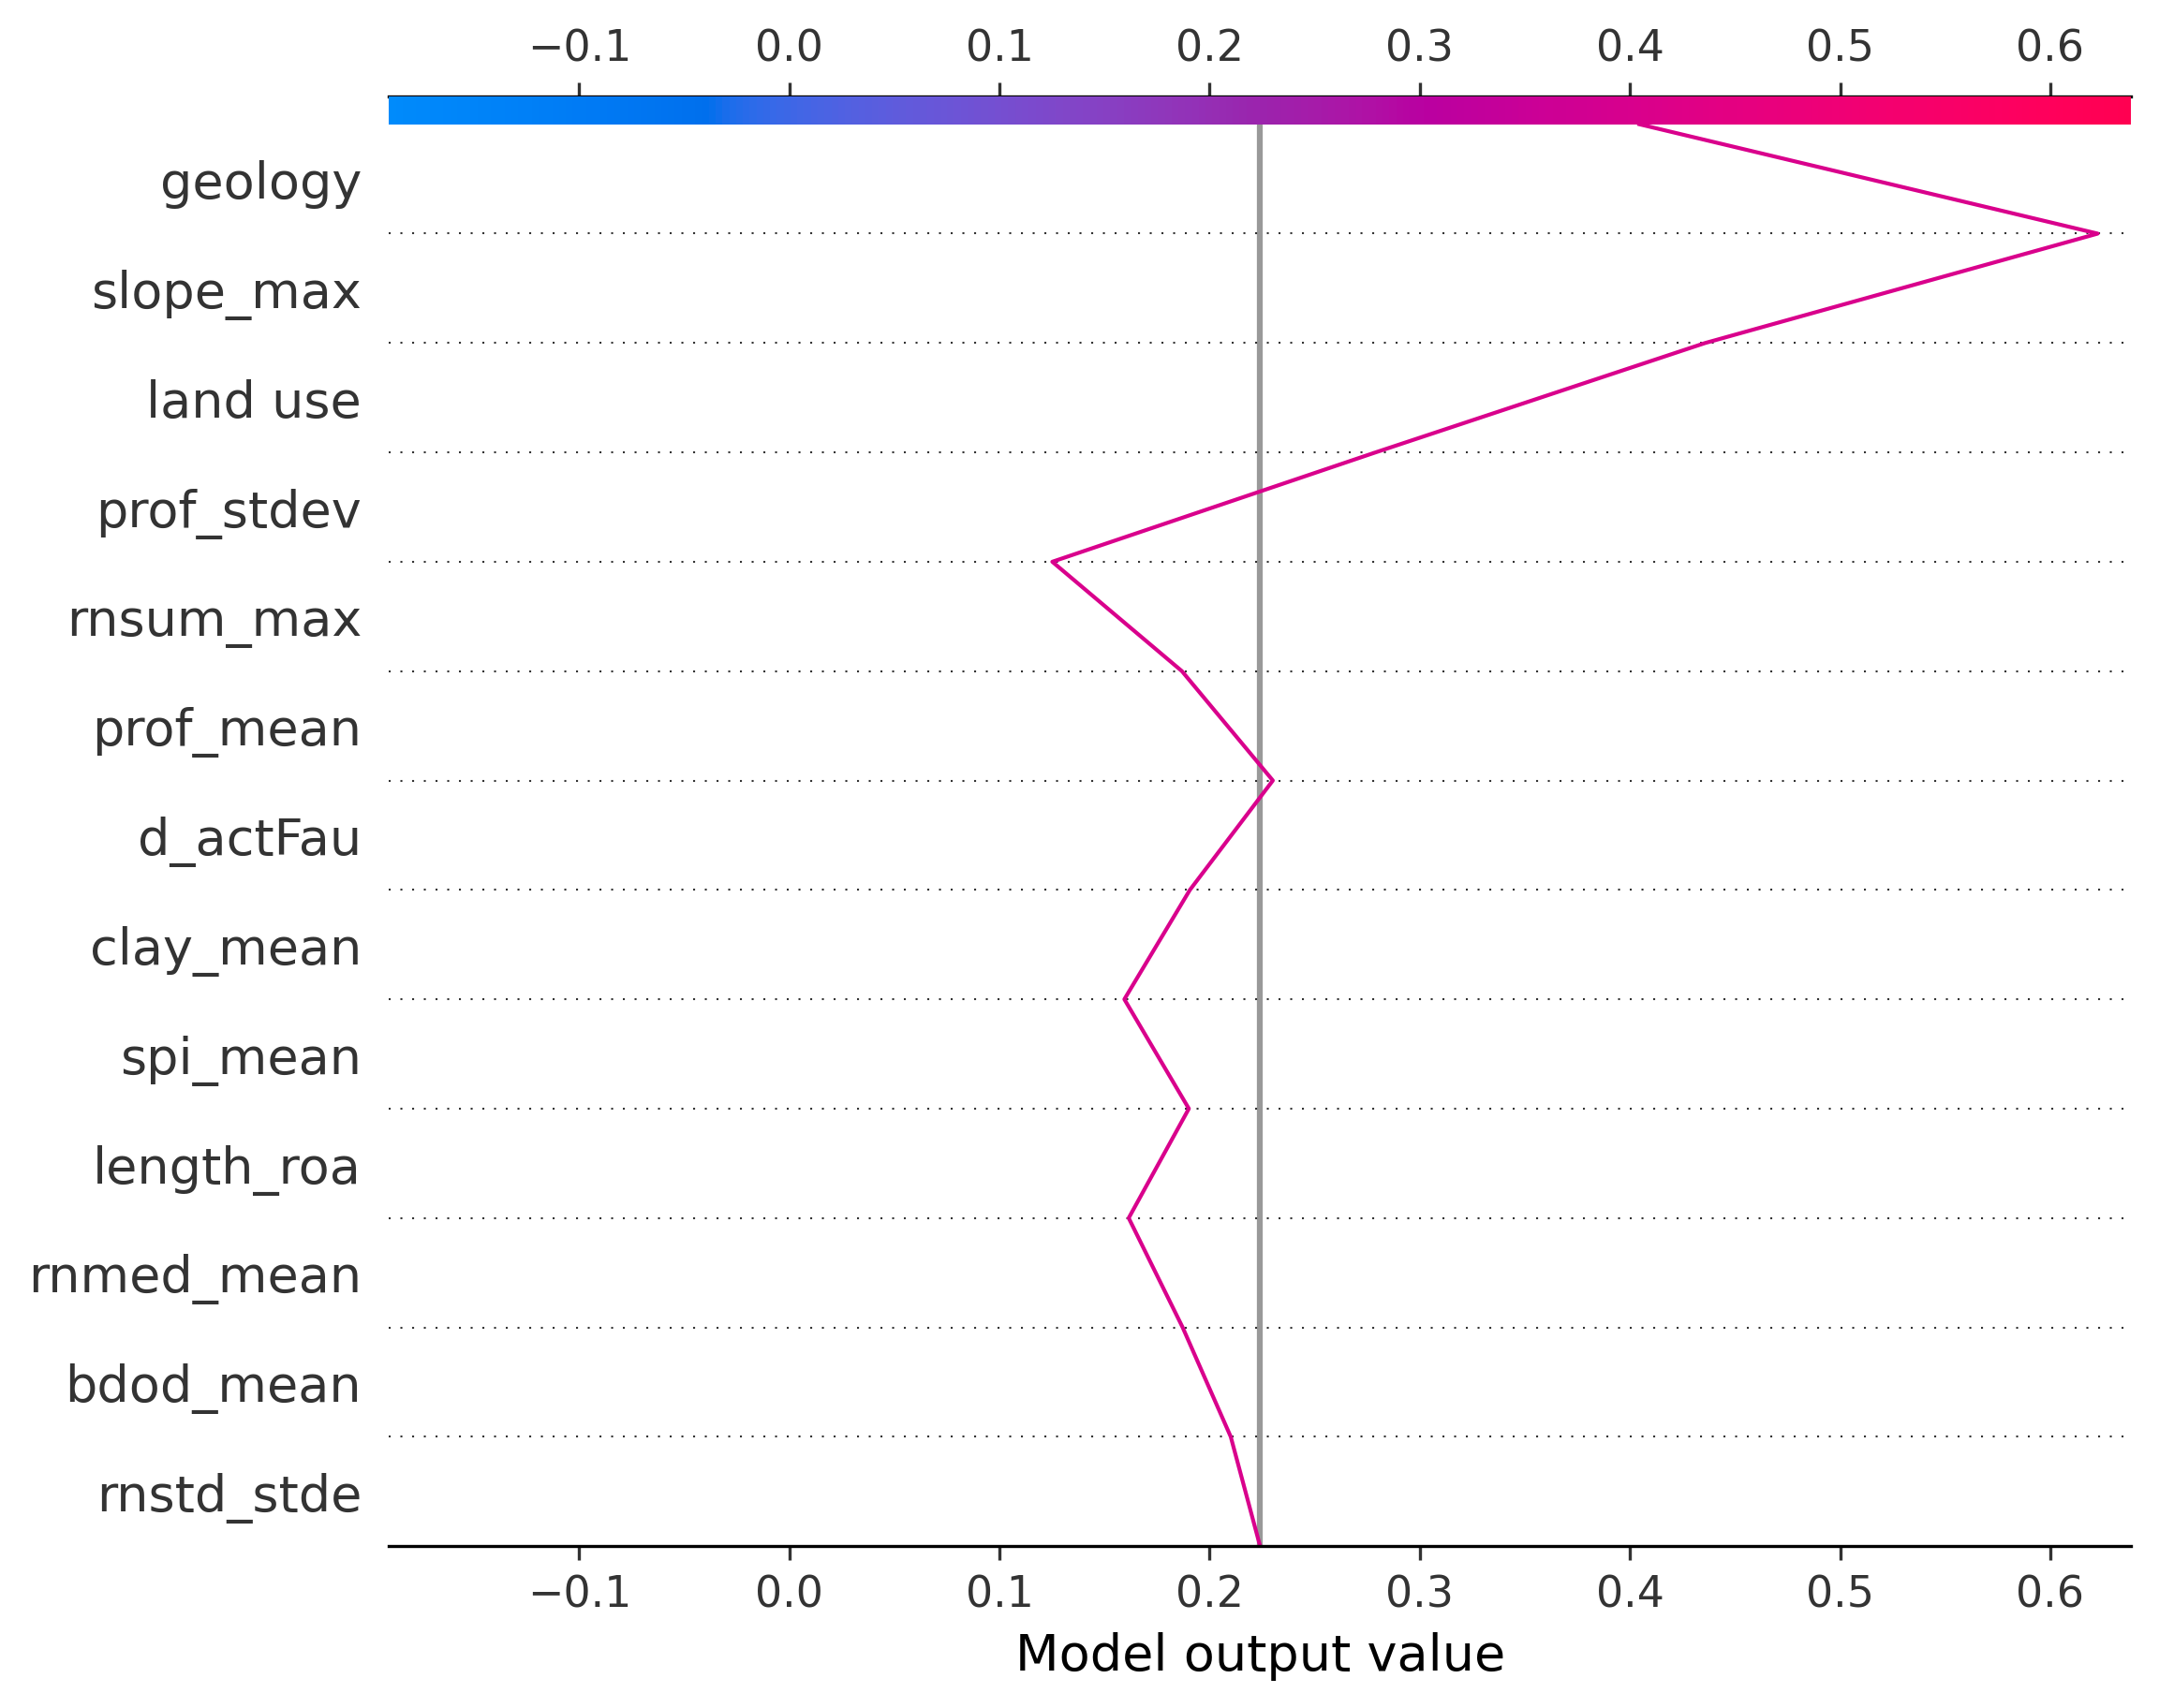 −0.1 0.0 0.1 0.2 0.3 0.4 0.5 0.6
geology
slope_max
land use
prof_stdev
rnsum_max
prof_mean
d_actFau
clay_mean
spi_mean
length_roa
rnmed_mean
bdod_mean
rnstd_stde
−0.1 0.0 0.1 0.2 0.3 0.4 0.5 0.6
Model output value